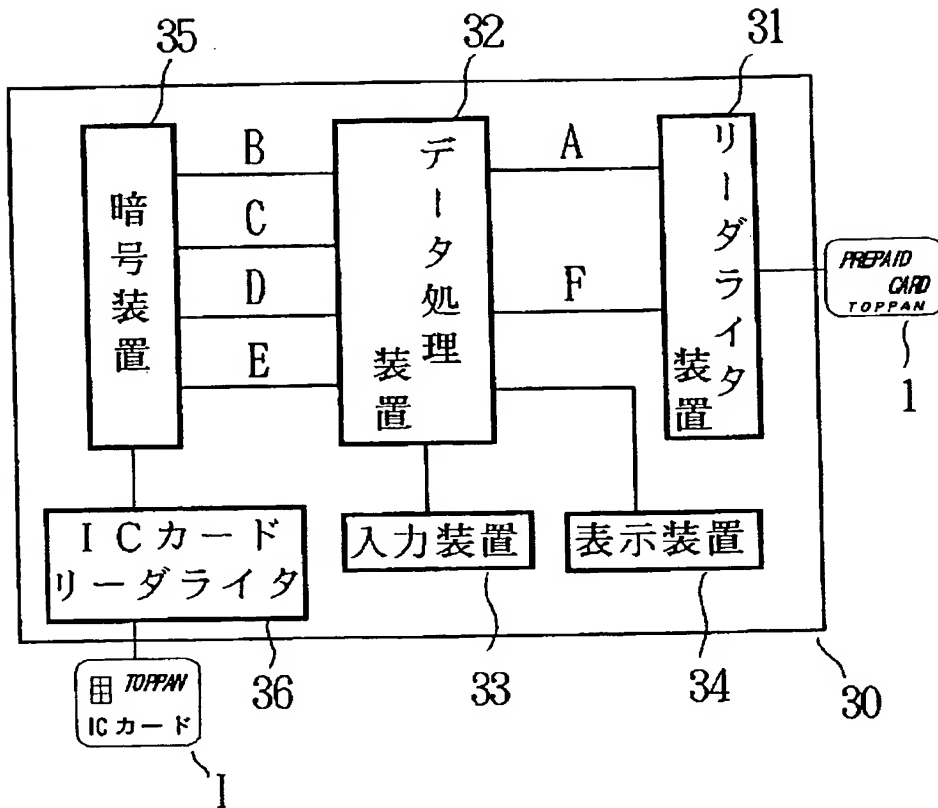 35
32
31
暗号装置
B
C
D
E
データ処理
装置
A
F
リーダライタ
装置
PREPAID
CARD
TOPPAN
1
ICカード
リーダライタ
入力装置
表示装置
36
33
34
30
TOPPAN
ICカード
I